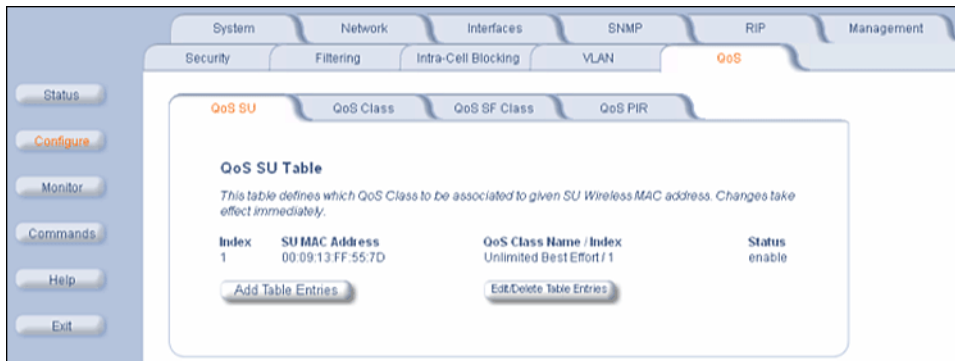 System Network Interfaces SNMP RIP Management
Security Filtering Intra-Cell Blocking VLAN QoS
Status
Configure
Monitor
Commands
Help
Exit
QoS SU QoS Class QoS SF Class QoS PIR
QoS SU Table
This table defines which QoS Class to be associated to given SU Wireless MAC address. Changes take
effect immediately.
Index SU MAC Address QoS Class Name / Index Status
1 00:09:13:FF:55:7D Unlimited Best Effort / 1 enable
Add Table Entries Edit/Delete Table Entries